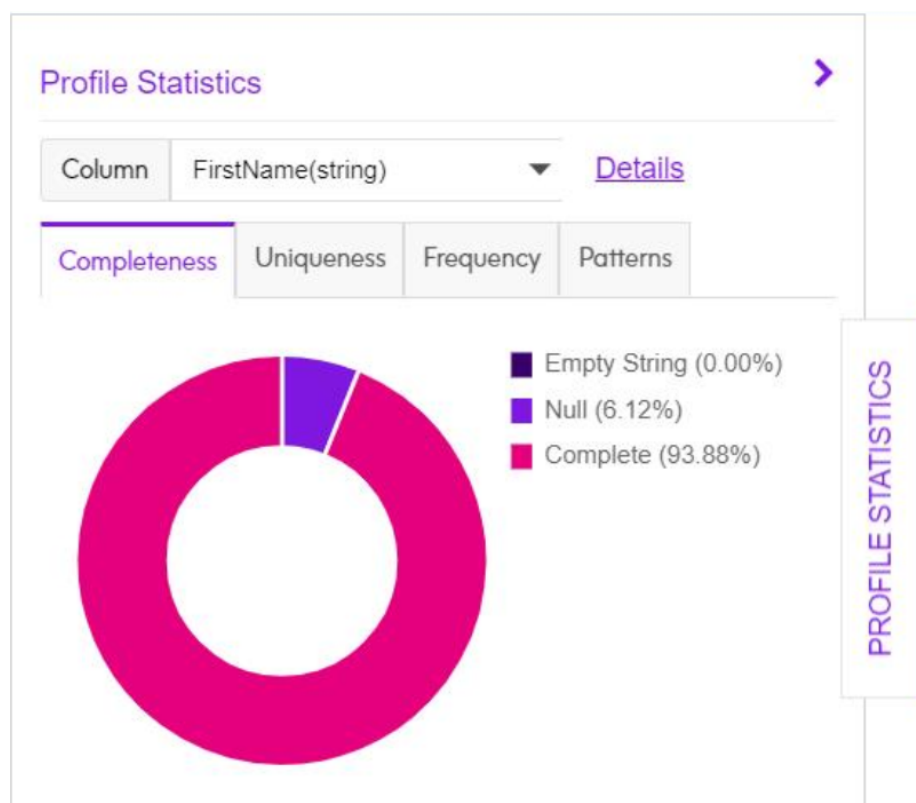 Profile Statistics
Column FirstName(string) Details
Completeness Uniqueness Frequency Patterns
Empty String (0.00%)
Null (6.12%)
Complete (93.88%)
PROFILE STATISTICS